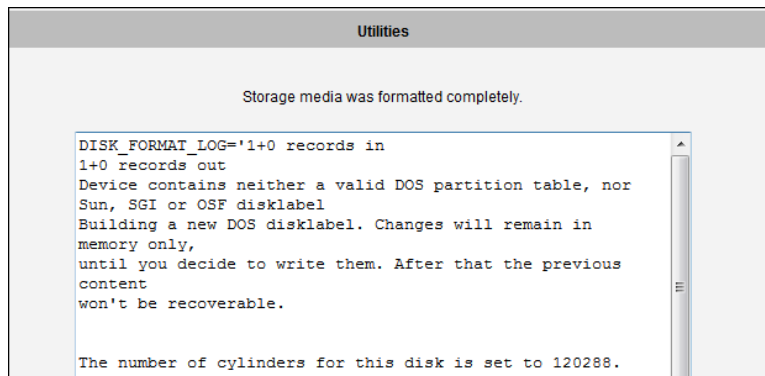 Utilities
Storage media was formatted completely.
DISK_FORMAT_LOG='1+0 records in
1+0 records out
Device contains neither a valid DOS partition table, nor
Sun, SGI or OSF disklabel
Building a new DOS disklabel. Changes will remain in
memory only,
until you decide to write them. After that the previous
content
won't be recoverable.
The number of cylinders for this disk is set to 120288.